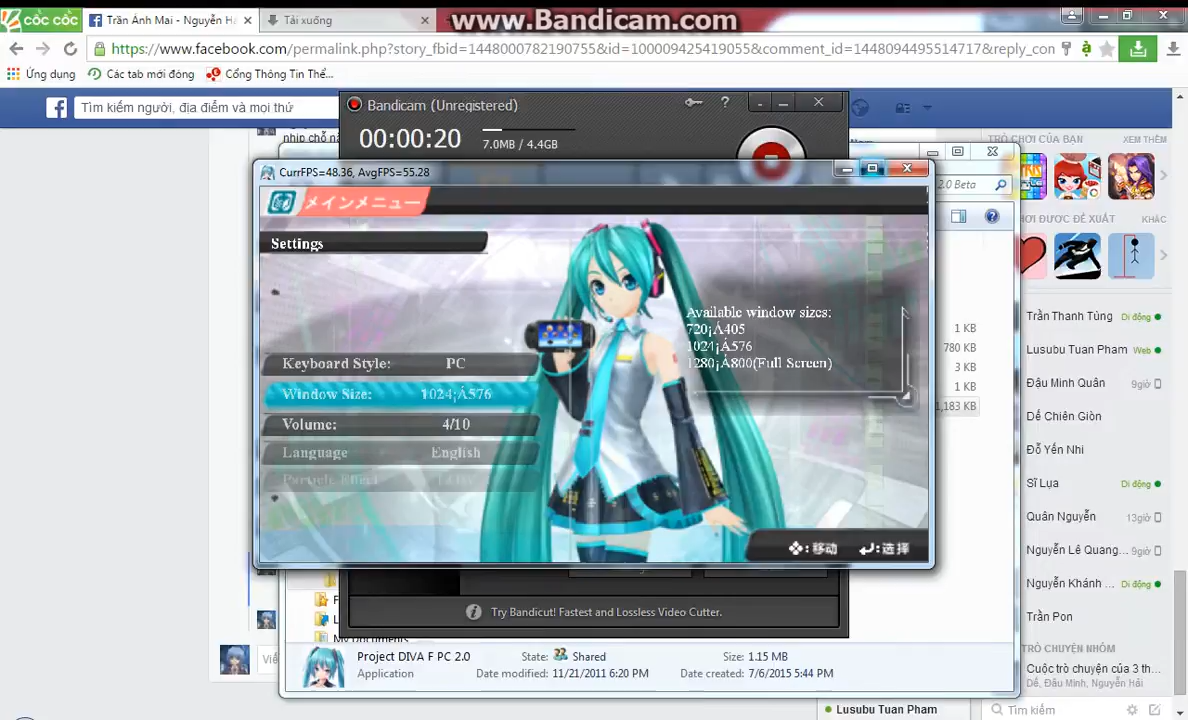 www.Bandicam.com
cốc cốc
Trần Ánh Mai - Nguyễn Hả
Tải xuống
https://www.facebook.com/permalink.php?story_fbid=1448000782190755&id=100009425419055&comment_id=1448094495514717&reply_con
Ứng dụng
Các tab mới đóng
Cổng Thông Tin Thể...
Tìm kiếm người, địa điểm và mọi thứ
Bandicam (Unregistered)
00:00:20
7.0MB / 4.4GB
TRÒ CHƠI CỦA BẠN
XEM THÊM
CurrFPS=48.36, AvgFPS=55.28
2.0 Beta
メインメニュー
Settings
KHÁC
Available window sizes:
720¡Á405
1024¡Á576
1280¡Á800(Full Screen)
Keyboard Style: PC
Window Size: 1024¡Á576
Volume: 4/10
Language English
移动
选择
1 KB
780 KB
3 KB
1 KB
1,183 KB
Trần Thanh Tùng Di động
Lusubu Tuan Pham Web
Đậu Minh Quân 9giờ
Dế Chiên Giòn
Đỗ Yến Nhi
Sĩ Lụa Di động
Quân Nguyễn 13giờ
Nguyễn Lê Quang... 9giờ
Nguyễn Khánh ... Di động
Trần Pon
TRÒ CHUYỆN NHÓM
Cuộc trò chuyện của 3 th...
Dế, Đậu Minh, Nguyễn Hải
Try Bandicut! Fastest and Lossless Video Cutter.
My Documents
Viế
Project DIVA F PC 2.0
Application
State: Shared
Date modified: 11/21/2011 6:20 PM
Size: 1.15 MB
Date created: 7/6/2015 5:44 PM
Lusubu Tuan Pham
Tìm kiếm